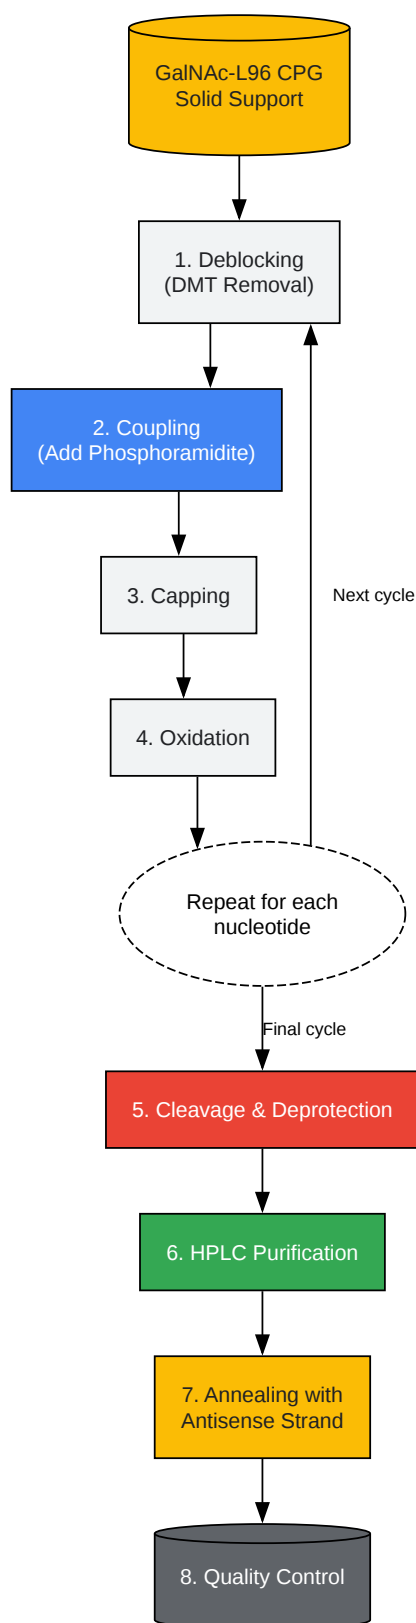 GalNAc-L96 CPG
Solid Support
1. Deblocking
(DMT Removal)
2. Coupling
(Add Phosphoramidite)
3. Capping
Next cycle
4. Oxidation
Repeat for each
nucleotide
Final cycle
5. Cleavage & Deprotection
6. HPLC Purification
7. Annealing with
Antisense Strand
8. Quality Control